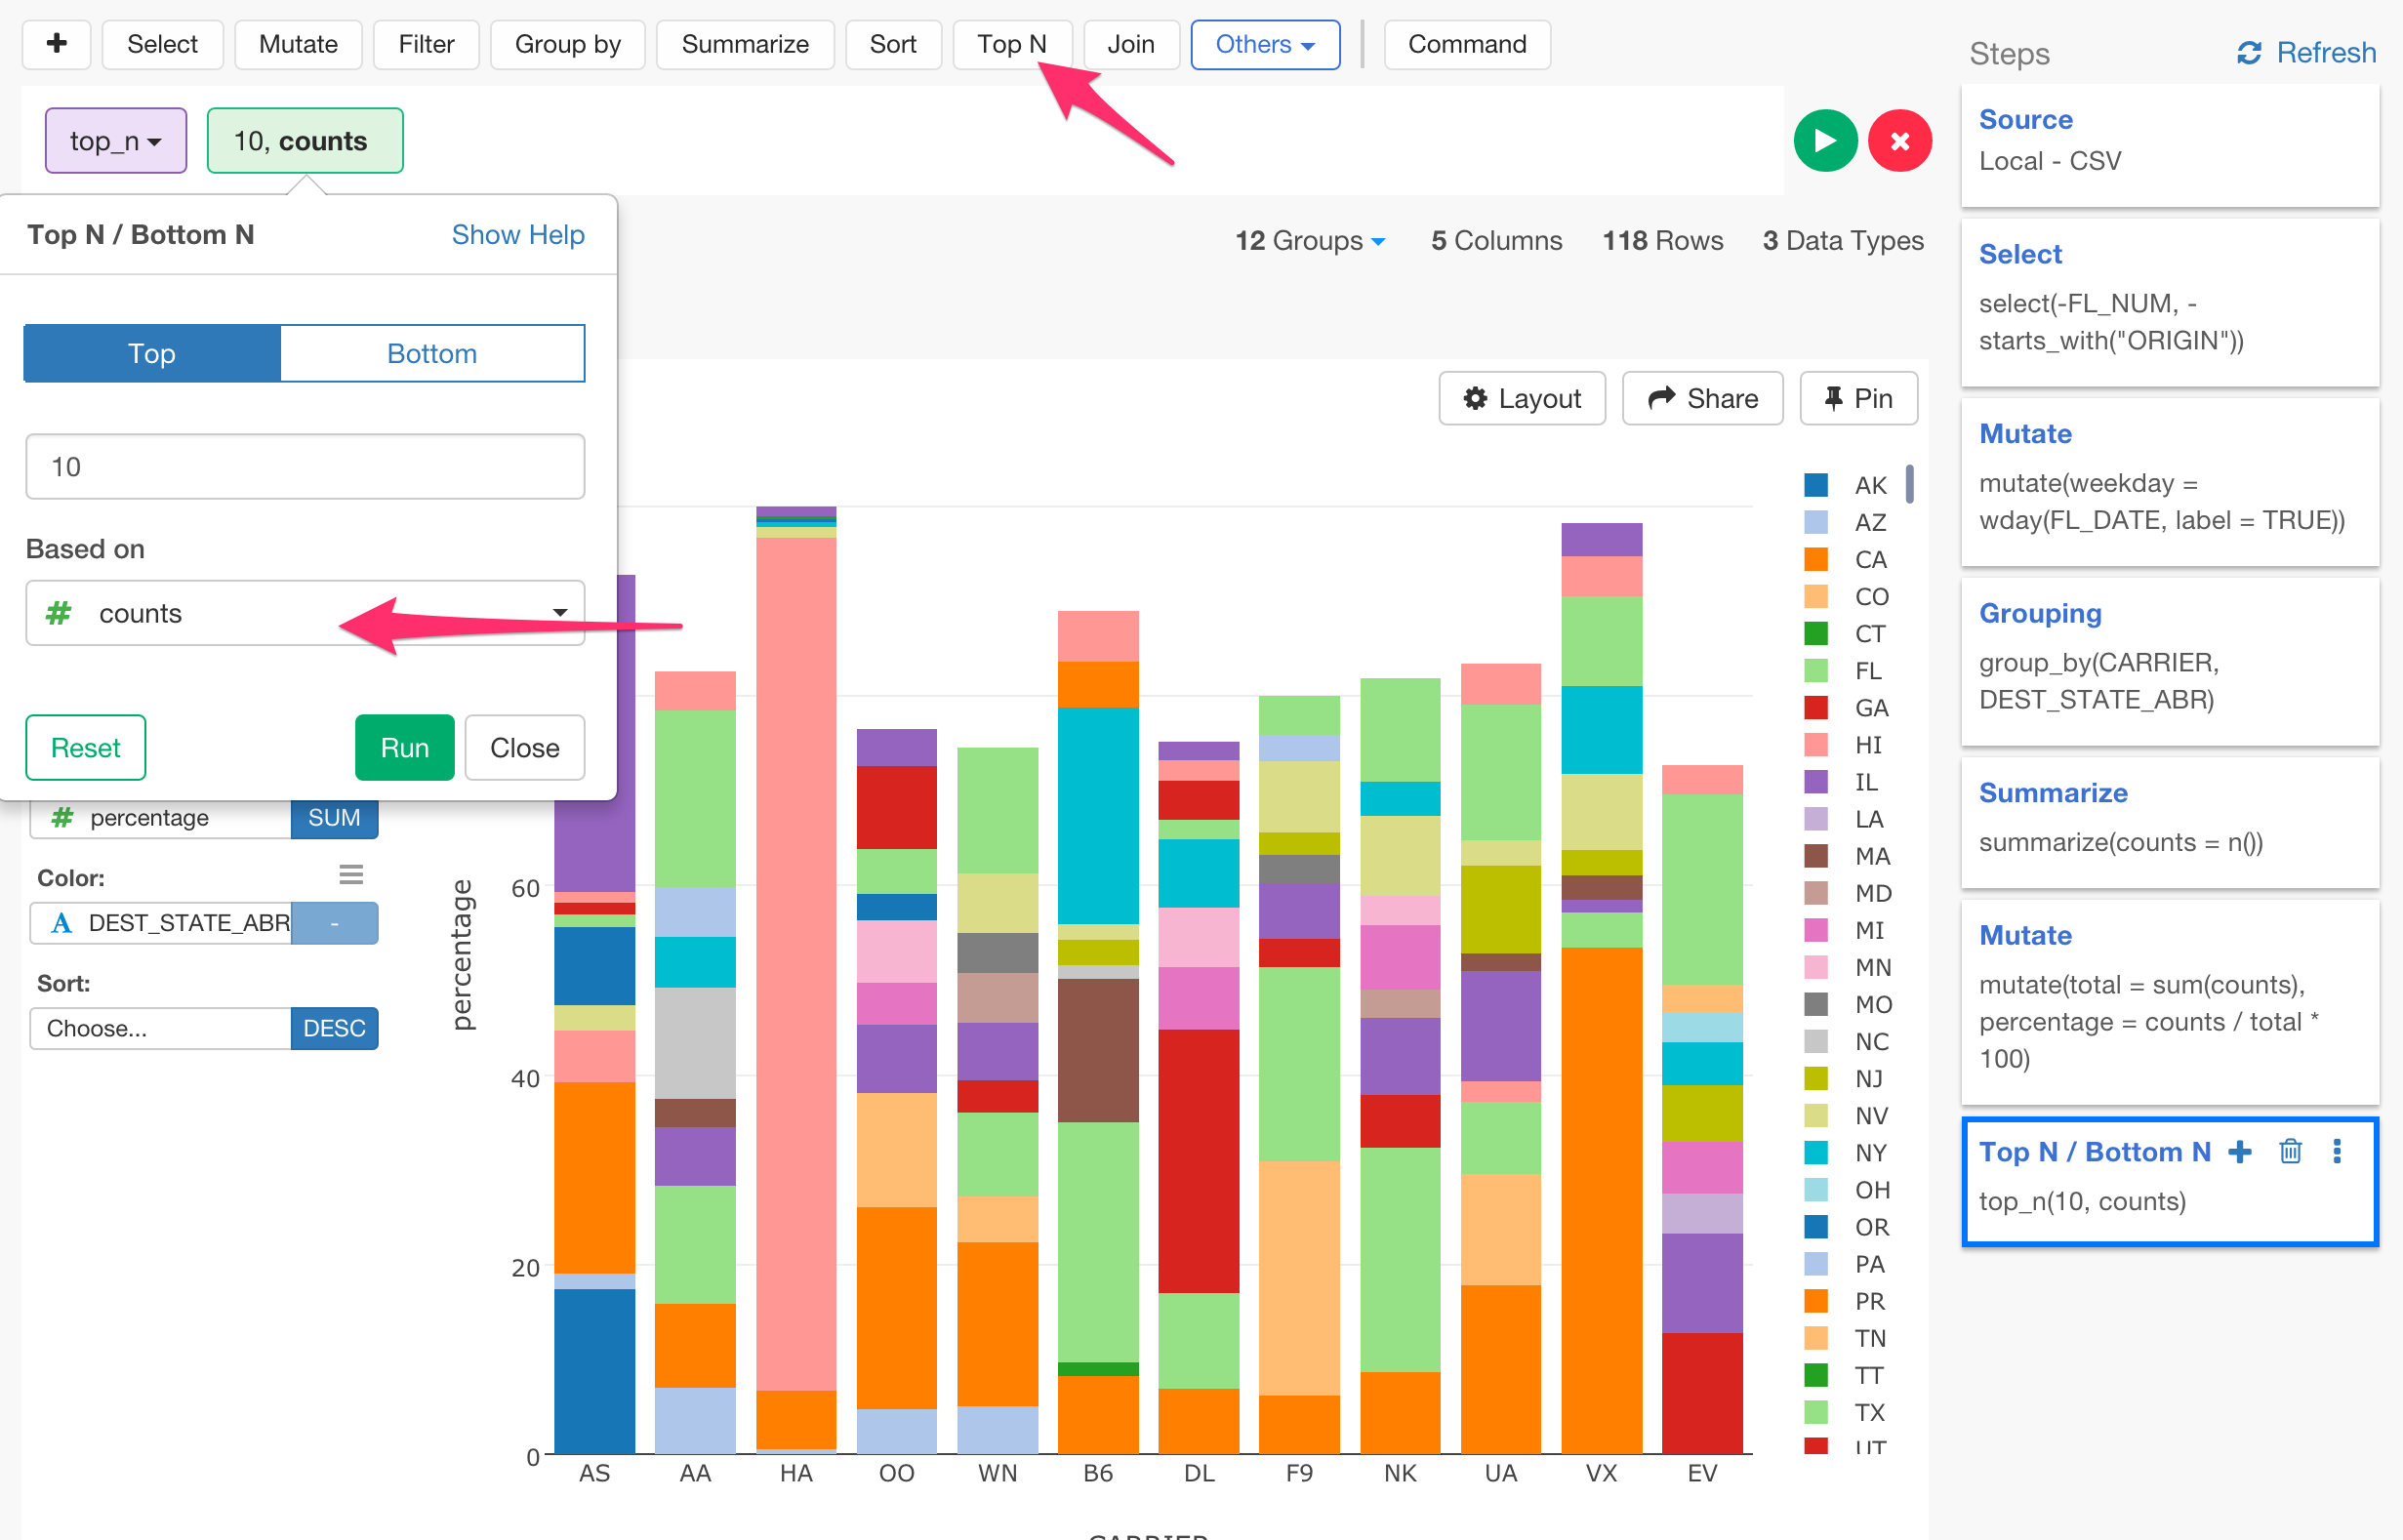 Select Mutate Filter Group by Summarize Sort Top N Join Others Command
Steps Refresh
top_n 10, counts
Top N / Bottom N Show Help
Top Bottom
10
Based on
# counts
Reset Run Close
# percentage SUM
Color:
A DEST_STATE_ABR -
Sort:
Choose... DESC
12 Groups 5 Columns 118 Rows 3 Data Types
Layout Share Pin
percentage
60
40
20
0
AS AA HA OO WN B6 DL F9 NK UA VX EV
AK
AZ
CA
CO
CT
FL
GA
HI
IL
LA
MA
MD
MI
MN
MO
NC
NJ
NV
NY
OH
OR
PA
PR
TN
TT
TX
UT
CARRIER
Source
Local - CSV
Select
select(-FL_NUM, -
starts_with("ORIGIN"))
Mutate
mutate(weekday =
wday(FL_DATE, label = TRUE))
Grouping
group_by(CARRIER,
DEST_STATE_ABR)
Summarize
summarize(counts = n())
Mutate
mutate(total = sum(counts),
percentage = counts / total *
100)
Top N / Bottom N
top_n(10, counts)